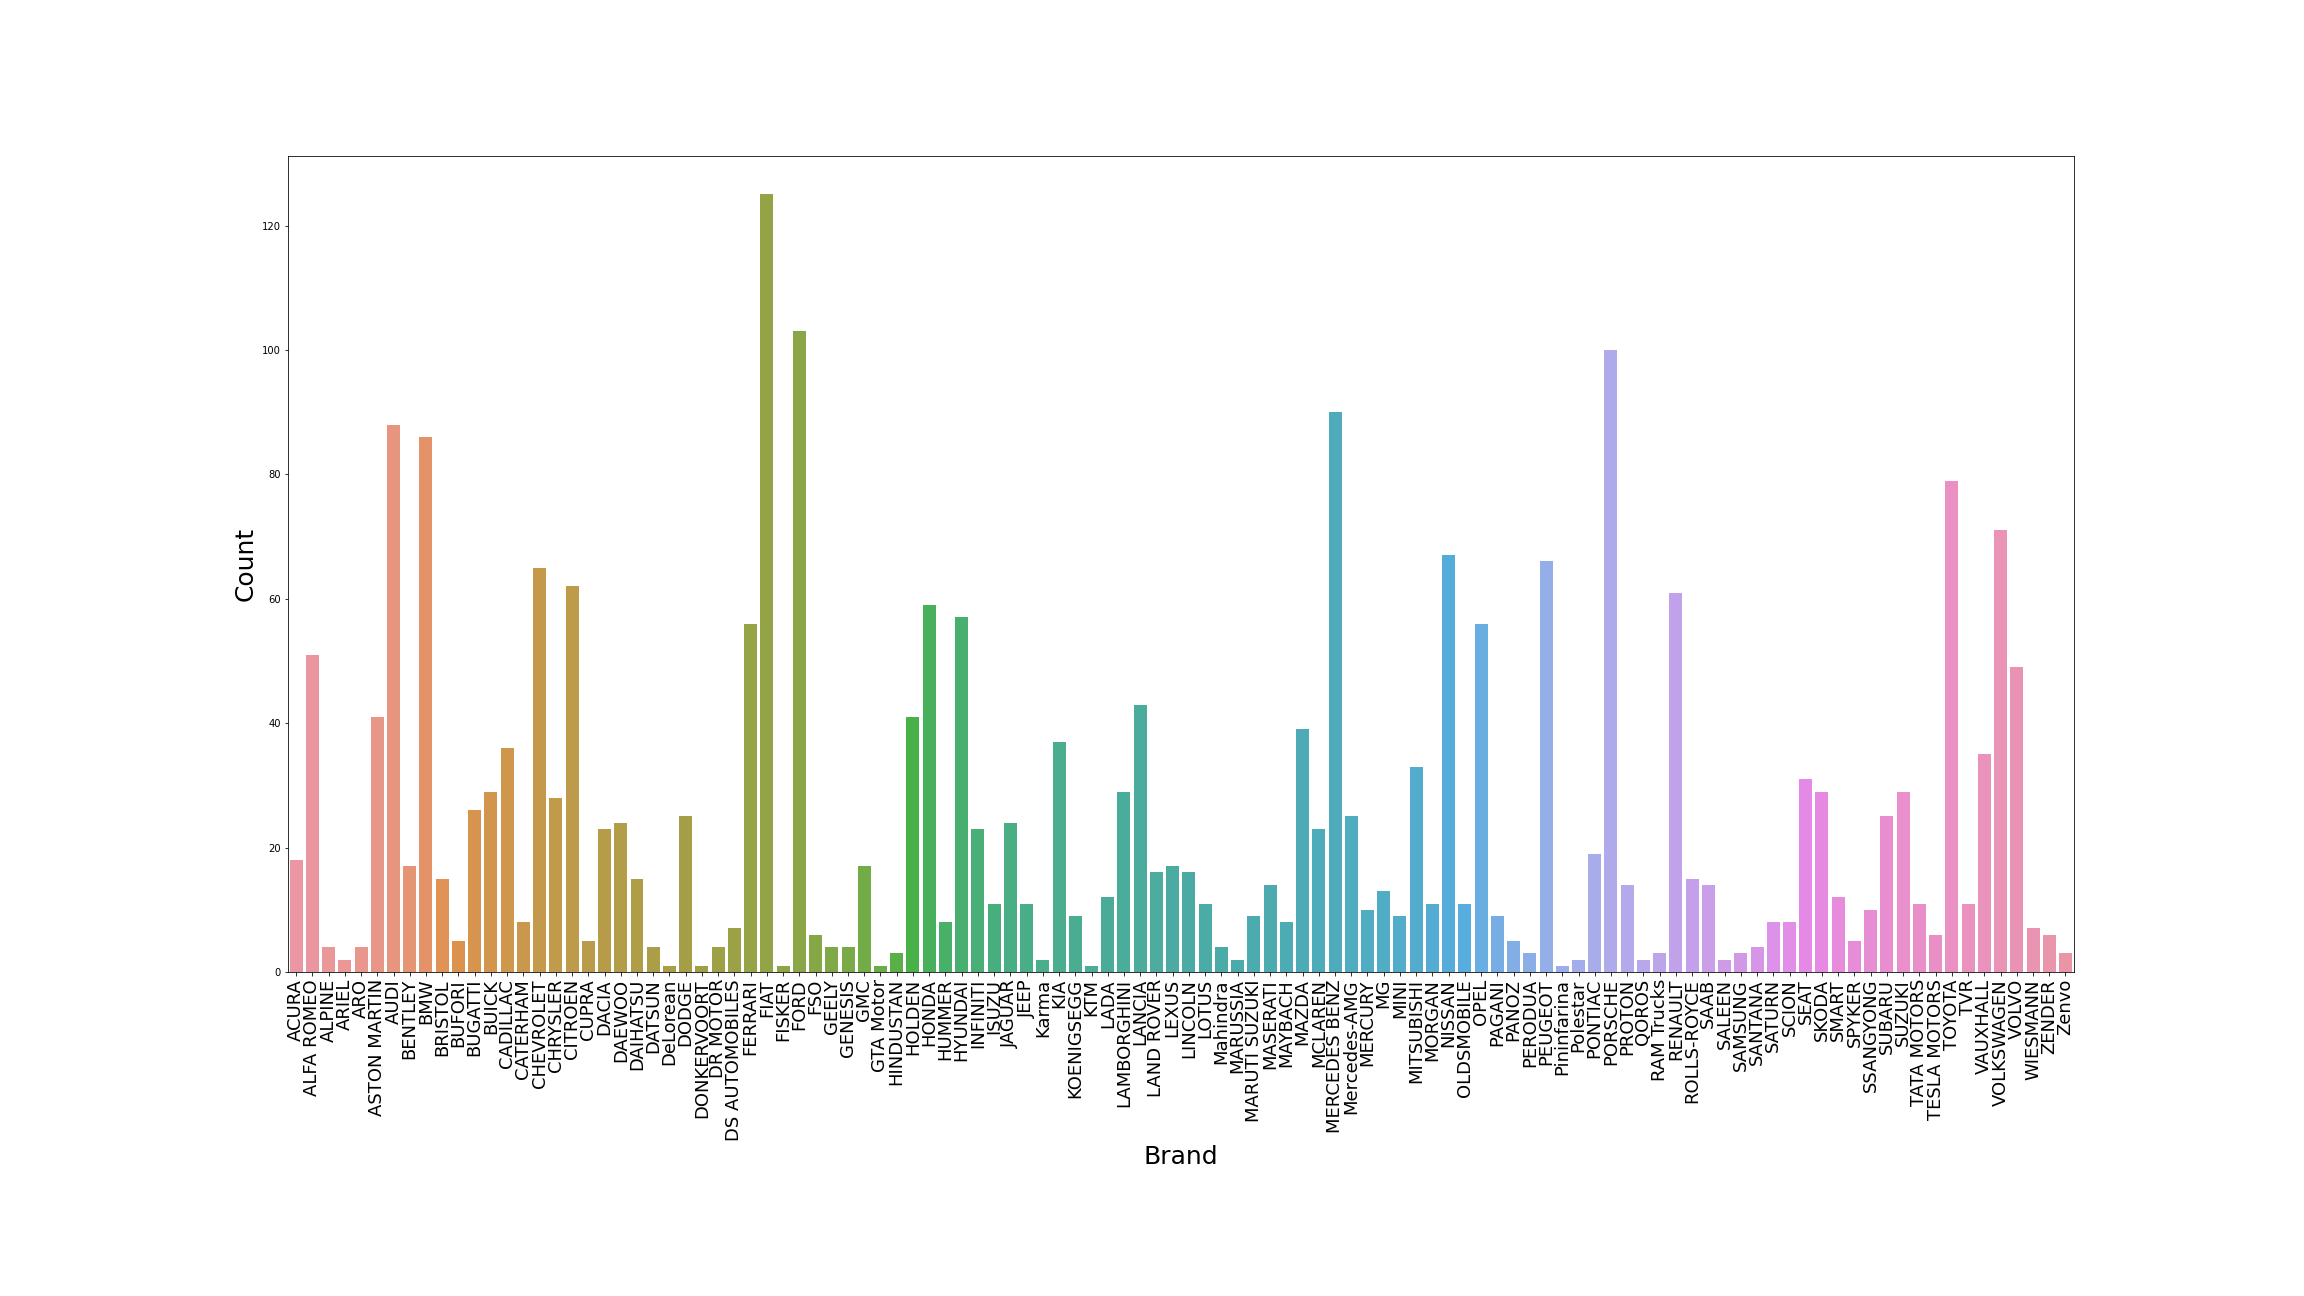 120
100
80
60
40
20
0
Count
ACURA
ALFA ROMEO
ALPINE
ARIEL
ARO
ASTON MARTIN
AUDI
BENTLEY
BMW
BRISTOL
BUFORI
BUGATTI
BUICK
CADILLAC
CATERHAM
CHEVROLET
CHRYSLER
CITROEN
CUPRA
DACIA
DAEWOO
DAIHATSU
DATSUN
DeLorean
DODGE
DONKERVOORT
DR MOTOR
DS AUTOMOBILES
FERRARI
FIAT
FISKER
FORD
FSO
GEELY
GENESIS
GMC
GTA Motor
HINDUSTAN
HOLDEN
HONDA
HUMMER
HYUNDAI
INFINITI
ISUZU
JAGUAR
JEEP
Karma
KIA
KOENIGSEGG
KTM
LADA
LAMBORGHINI
LANCIA
LAND ROVER
LEXUS
LINCOLN
LOTUS
Mahindra
MARUSSIA
MARUTI SUZUKI
MASERATI
MAYBACH
MAZDA
MCLAREN
MERCEDES BENZ
Mercedes-AMG
MERCURY
MG
MINI
MITSUBISHI
MORGAN
NISSAN
OLDSMOBILE
OPEL
PAGANI
PANOZ
PERODUA
PEUGEOT
Pininfarina
Polestar
PONTIAC
PORSCHE
PROTON
QOROS
RAM Trucks
RENAULT
ROLLS-ROYCE
SAAB
SALEEN
SAMSUNG
SANTANA
SATURN
SCION
SEAT
SKODA
SMART
SPYKER
SSANGYONG
SUBARU
SUZUKI
TATA MOTORS
TESLA MOTORS
TOYOTA
TVR
VAUXHALL
VOLKSWAGEN
VOLVO
WIESMANN
ZENDER
Zenvo
Brand